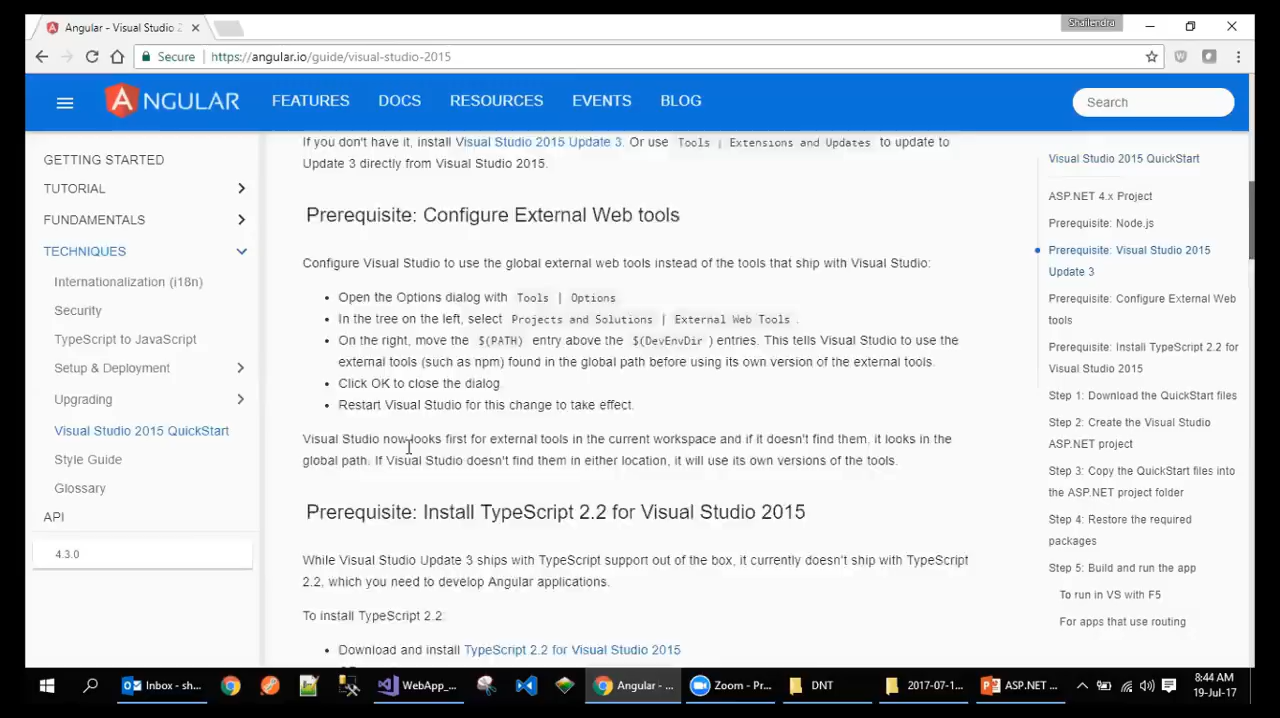 Angular - Visual Studio 2
Shailendra
Secure
https://angular.io/guide/visual-studio-2015
ANGULAR
FEATURES
DOCS
RESOURCES
EVENTS
BLOG
Search
GETTING STARTED
TUTORIAL
FUNDAMENTALS
TECHNIQUES
Internationalization (i18n)
Security
TypeScript to JavaScript
Setup & Deployment
Upgrading
Visual Studio 2015 QuickStart
Style Guide
Glossary
API
4.3.0
If you don't have it, install Visual Studio 2015 Update 3. Or use Tools | Extensions and Updates to update to
Update 3 directly from Visual Studio 2015.
Prerequisite: Configure External Web tools
Configure Visual Studio to use the global external web tools instead of the tools that ship with Visual Studio:
• Open the Options dialog with Tools | Options
• In the tree on the left, select Projects and Solutions | External Web Tools .
• On the right, move the $(PATH) entry above the $(DevEnvDir) entries. This tells Visual Studio to use the
external tools (such as npm) found in the global path before using its own version of the external tools.
• Click OK to close the dialog.
• Restart Visual Studio for this change to take effect.
Visual Studio now looks first for external tools in the current workspace and if it doesn't find them, it looks in the
global path. If Visual Studio doesn't find them in either location, it will use its own versions of the tools.
Prerequisite: Install TypeScript 2.2 for Visual Studio 2015
While Visual Studio Update 3 ships with TypeScript support out of the box, it currently doesn't ship with TypeScript
2.2, which you need to develop Angular applications.
To install TypeScript 2.2:
• Download and install TypeScript 2.2 for Visual Studio 2015
Visual Studio 2015 QuickStart
ASP.NET 4.x Project
Prerequisite: Node.js
Prerequisite: Visual Studio 2015
Update 3
Prerequisite: Configure External Web
tools
Prerequisite: Install TypeScript 2.2 for
Visual Studio 2015
Step 1: Download the QuickStart files
Step 2: Create the Visual Studio
ASP.NET project
Step 3: Copy the QuickStart files into
the ASP.NET project folder
Step 4: Restore the required
packages
Step 5: Build and run the app
To run in VS with F5
For apps that use routing
Inbox - sh...
WebApp_...
Angular - ...
Zoom - Pr...
DNT
2017-07-1...
ASP.NET ...
8:44 AM
19-Jul-17